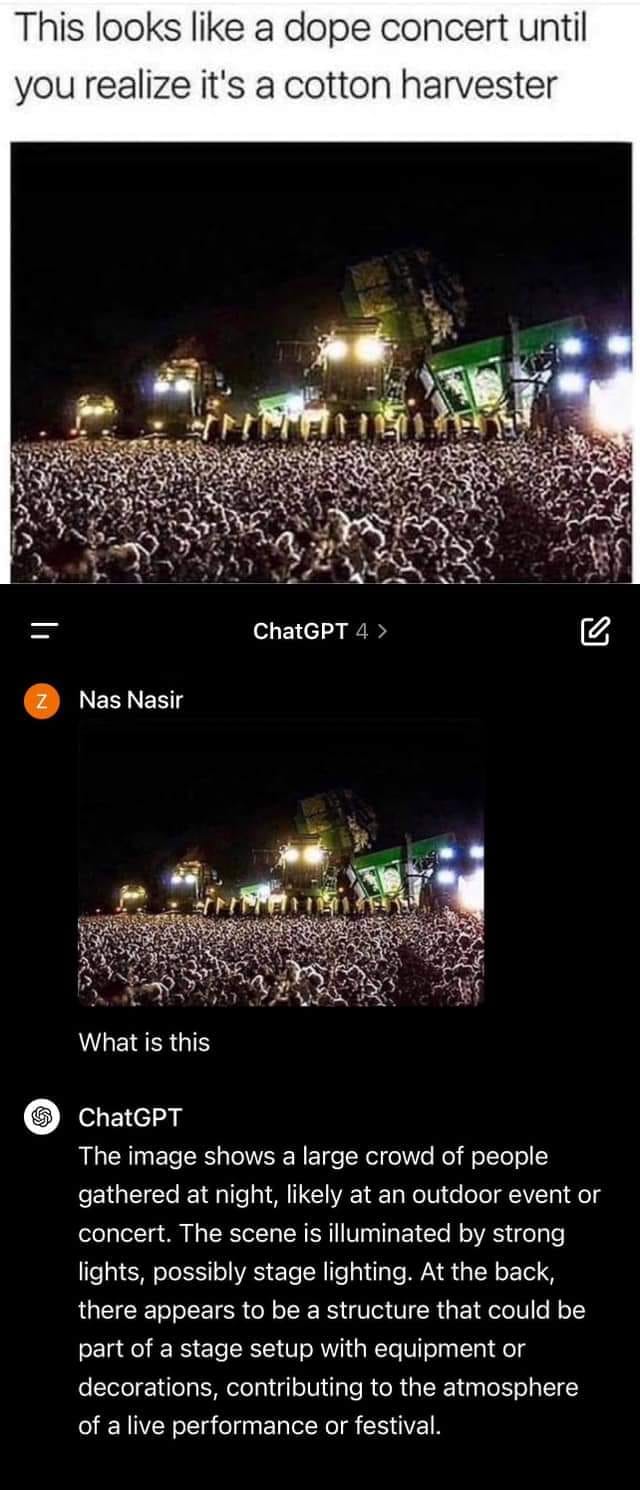 This looks like a dope concert until
you realize it's a cotton harvester
ChatGPT 4 >
Z Nas Nasir
What is this
ChatGPT
The image shows a large crowd of people
gathered at night, likely at an outdoor event or
concert. The scene is illuminated by strong
lights, possibly stage lighting. At the back,
there appears to be a structure that could be
part of a stage setup with equipment or
decorations, contributing to the atmosphere
of a live performance or festival.